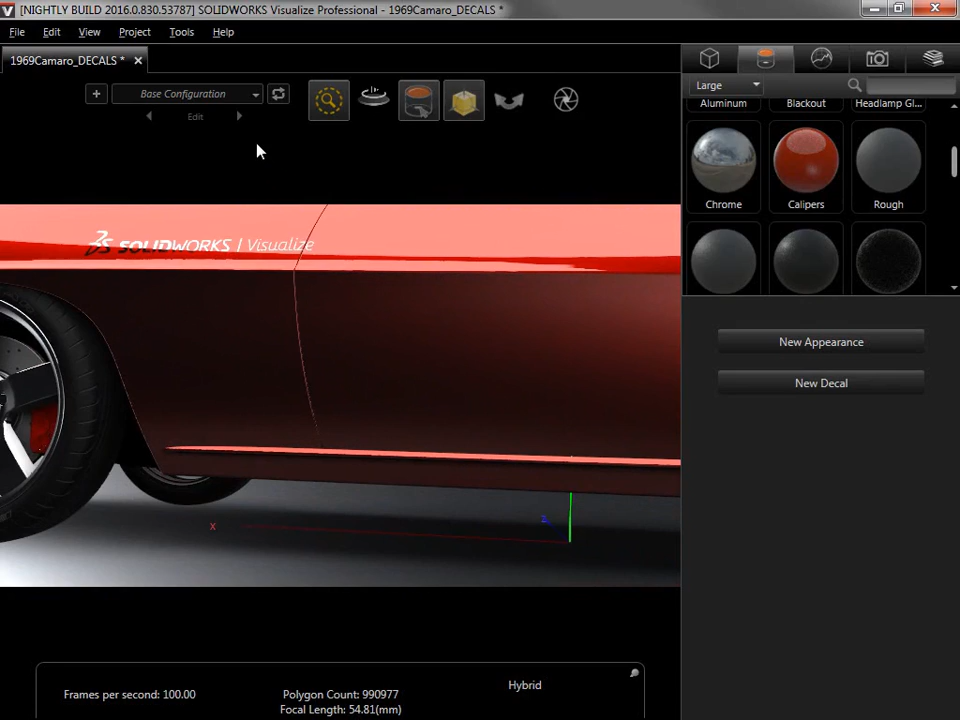 [NIGHTLY BUILD 2016.0.830.53787] SOLIDWORKS Visualize Professional - 1969Camaro_DECALS *
File Edit View Project Tools Help
1969Camaro_DECALS *
Base Configuration
Edit
Large
Aluminum Blackout Headlamp Gl...
Chrome Calipers Rough
SOLIDWORKS | Visualize
New Appearance
New Decal
X
Z
Frames per second: 100.00
Polygon Count: 990977
Focal Length: 54.81(mm)
Hybrid